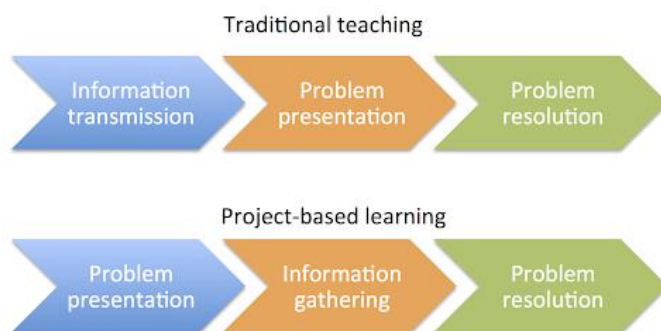 Traditional teaching
Information
transmission
Problem
presentation
Problem
resolution
Project-based learning
Problem
presentation
Information
gathering
Problem
resolution